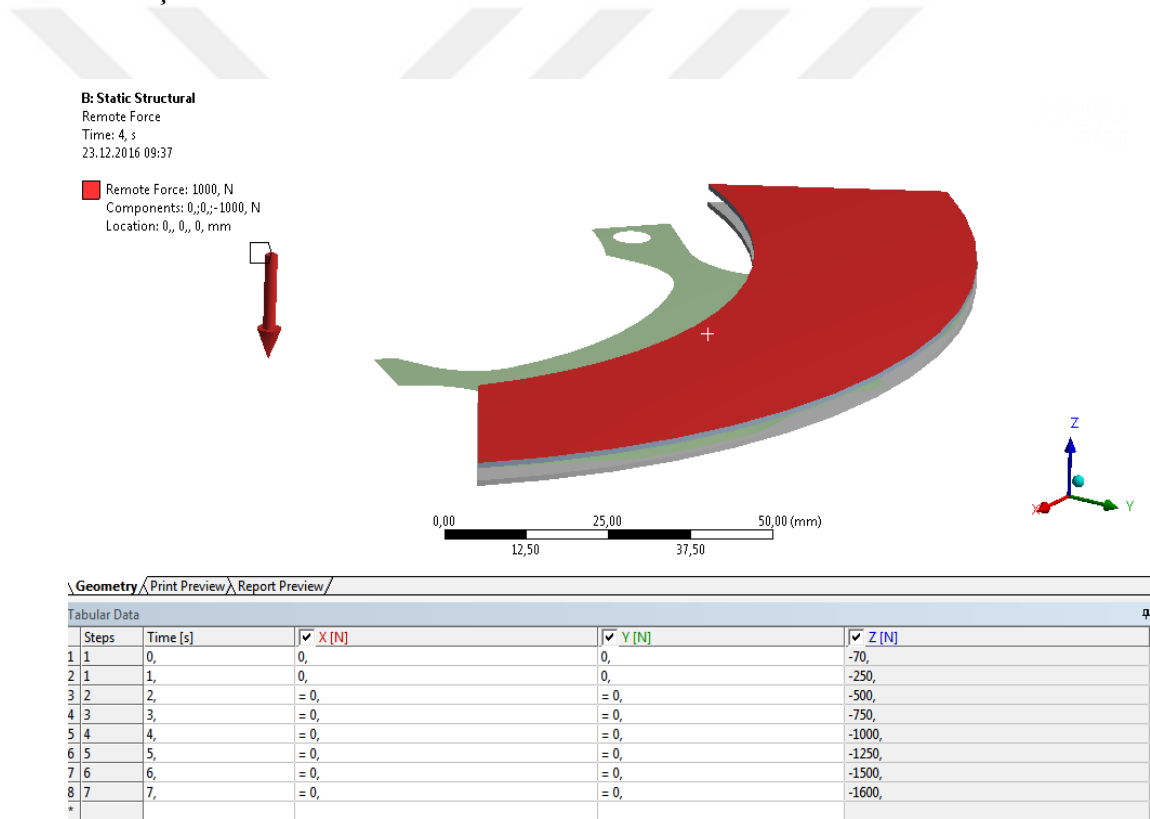 B: Static Structural
Remote Force
Time: 4, s
23.12.2016 09:37
Remote Force: 1000, N
Components: 0,;0,;-1000, N
Location: 0,, 0,, 0, mm
Z
X
Y
0,00 25,00 50,00 (mm)
12,50 37,50
Geometry Print Preview Report Preview
Tabular Data
Steps Time [s] X [N] Y [N] Z [N]
1 1 0, 0, 0, -70,
2 1 1, 0, 0, -250,
3 2 2, = 0, = 0, -500,
4 3 3, = 0, = 0, -750,
5 4 4, = 0, = 0, -1000,
6 5 5, = 0, = 0, -1250,
7 6 6, = 0, = 0, -1500,
8 7 7, = 0, = 0, -1600,
*